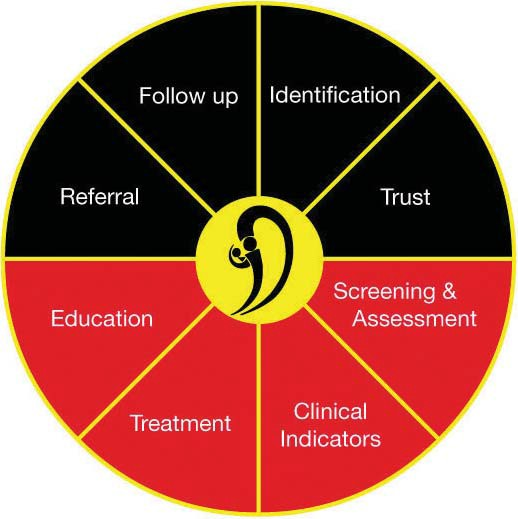 Follow up
Identification
Referral
Trust
Education
Screening &
Assessment
Treatment
Clinical
Indicators